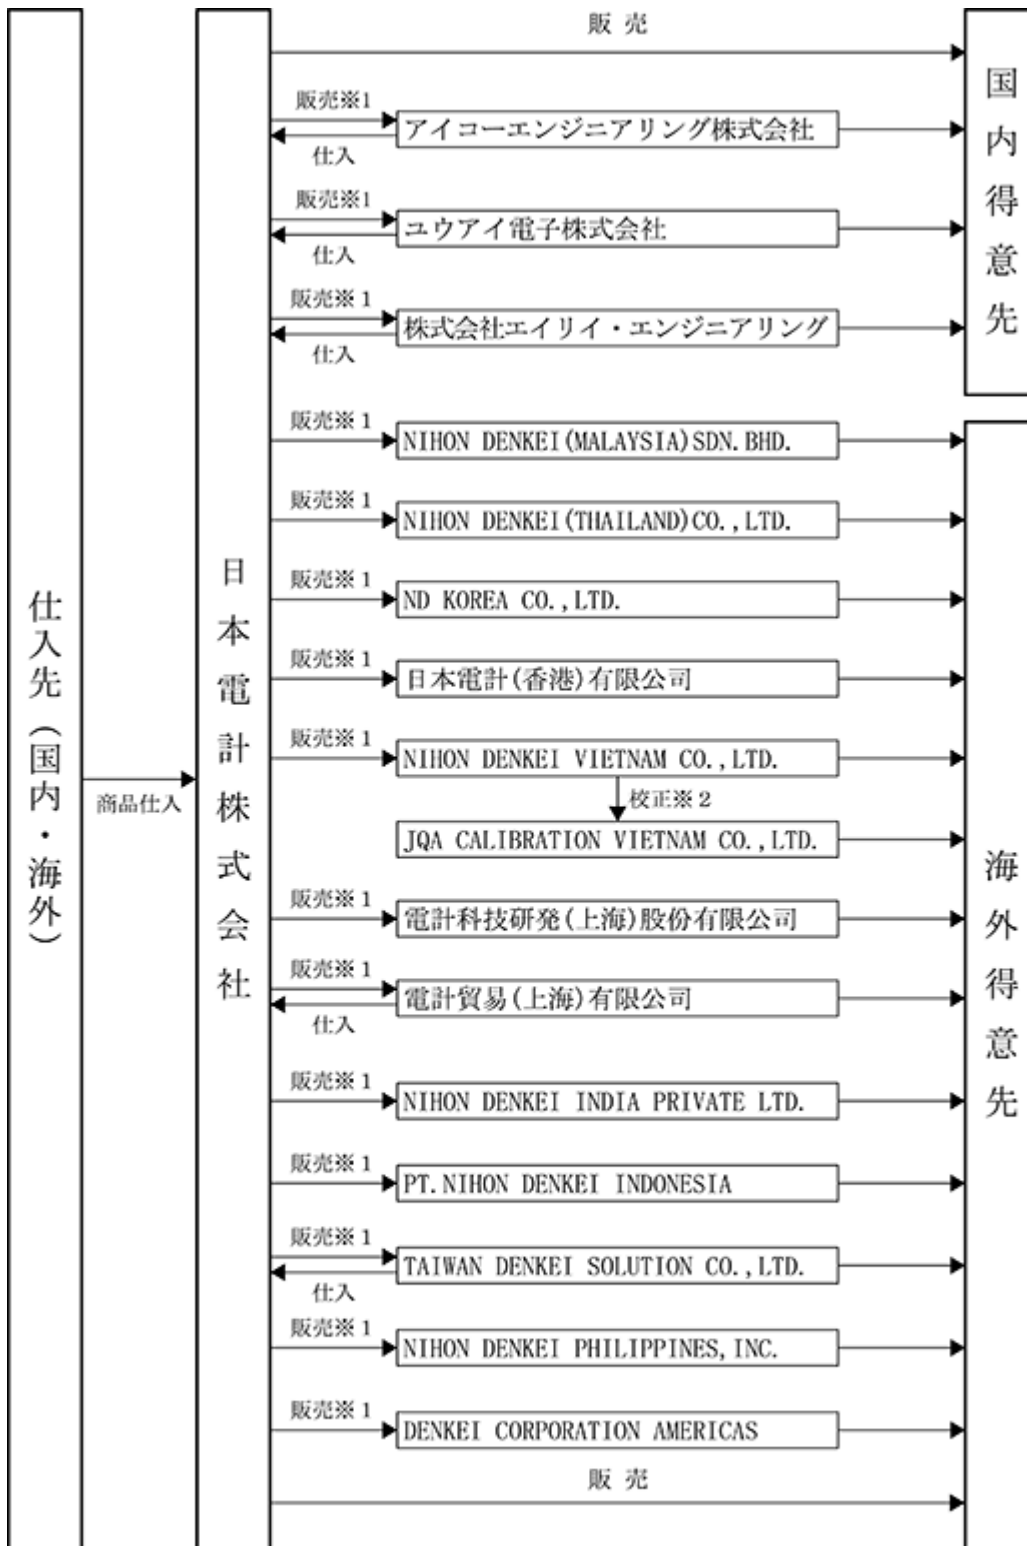 販売
販売※1
アイコーエンジニアリング株式会社
仕入
販売※1
ユウアイ電子株式会社
仕入
販売※1
株式会社エイリイ・エンジニアリング
仕入
国内得意先
販売※1
NIHON DENKEI(MALAYSIA)SDN.BHD.
販売※1
NIHON DENKEI(THAILAND)CO.,LTD.
販売※1
ND KOREA CO.,LTD.
販売※1
日本電計(香港)有限公司
販売※1
NIHON DENKEI VIETNAM CO.,LTD.
校正※2
JQA CALIBRATION VIETNAM CO.,LTD.
仕入先(国内・海外)
商品仕入
日本電計株式会社
販売※1
電計科技研発(上海)股份有限公司
販売※1
電計貿易(上海)有限公司
仕入
販売※1
NIHON DENKEI INDIA PRIVATE LTD.
販売※1
PT.NIHON DENKEI INDONESIA
販売※1
TAIWAN DENKEI SOLUTION CO.,LTD.
仕入
販売※1
NIHON DENKEI PHILIPPINES,INC.
販売※1
DENKEI CORPORATION AMERICAS
販売
海外得意先